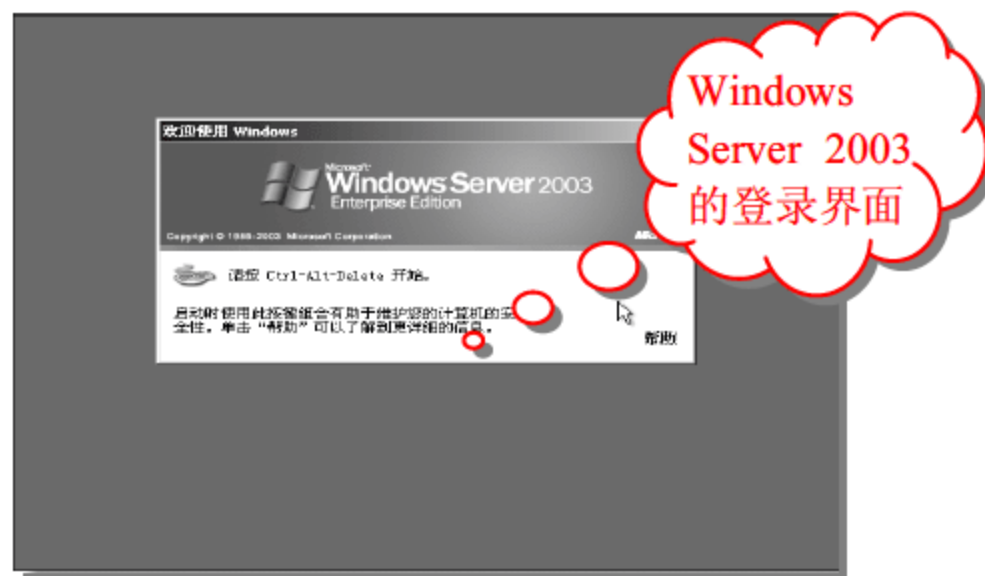 Windows
Server 2003
的登录界面
欢迎使用 Windows
Microsoft
Windows Server 2003
Enterprise Edition
Copyright © 1985-2003 Microsoft Corporation
请按 Ctrl-Alt-Delete 开始。
启动时使用此按键组合有助于维护您的计算机的安
全性。单击“帮助”可以了解到更详细的信息。
帮助